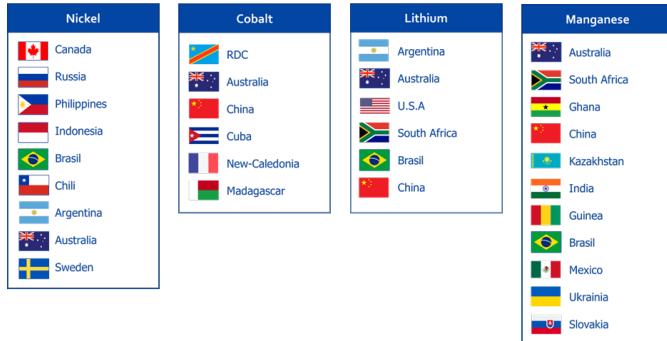 Nickel
Canada
Russia
Philippines
Indonesia
Brasil
Chili
Argentina
Australia
Sweden
Cobalt
RDC
Australia
China
Cuba
New-Caledonia
Madagascar
Lithium
Argentina
Australia
U.S.A
South Africa
Brasil
China
Manganese
Australia
South Africa
Ghana
China
Kazakhstan
India
Guinea
Brasil
Mexico
Ukrainia
Slovakia